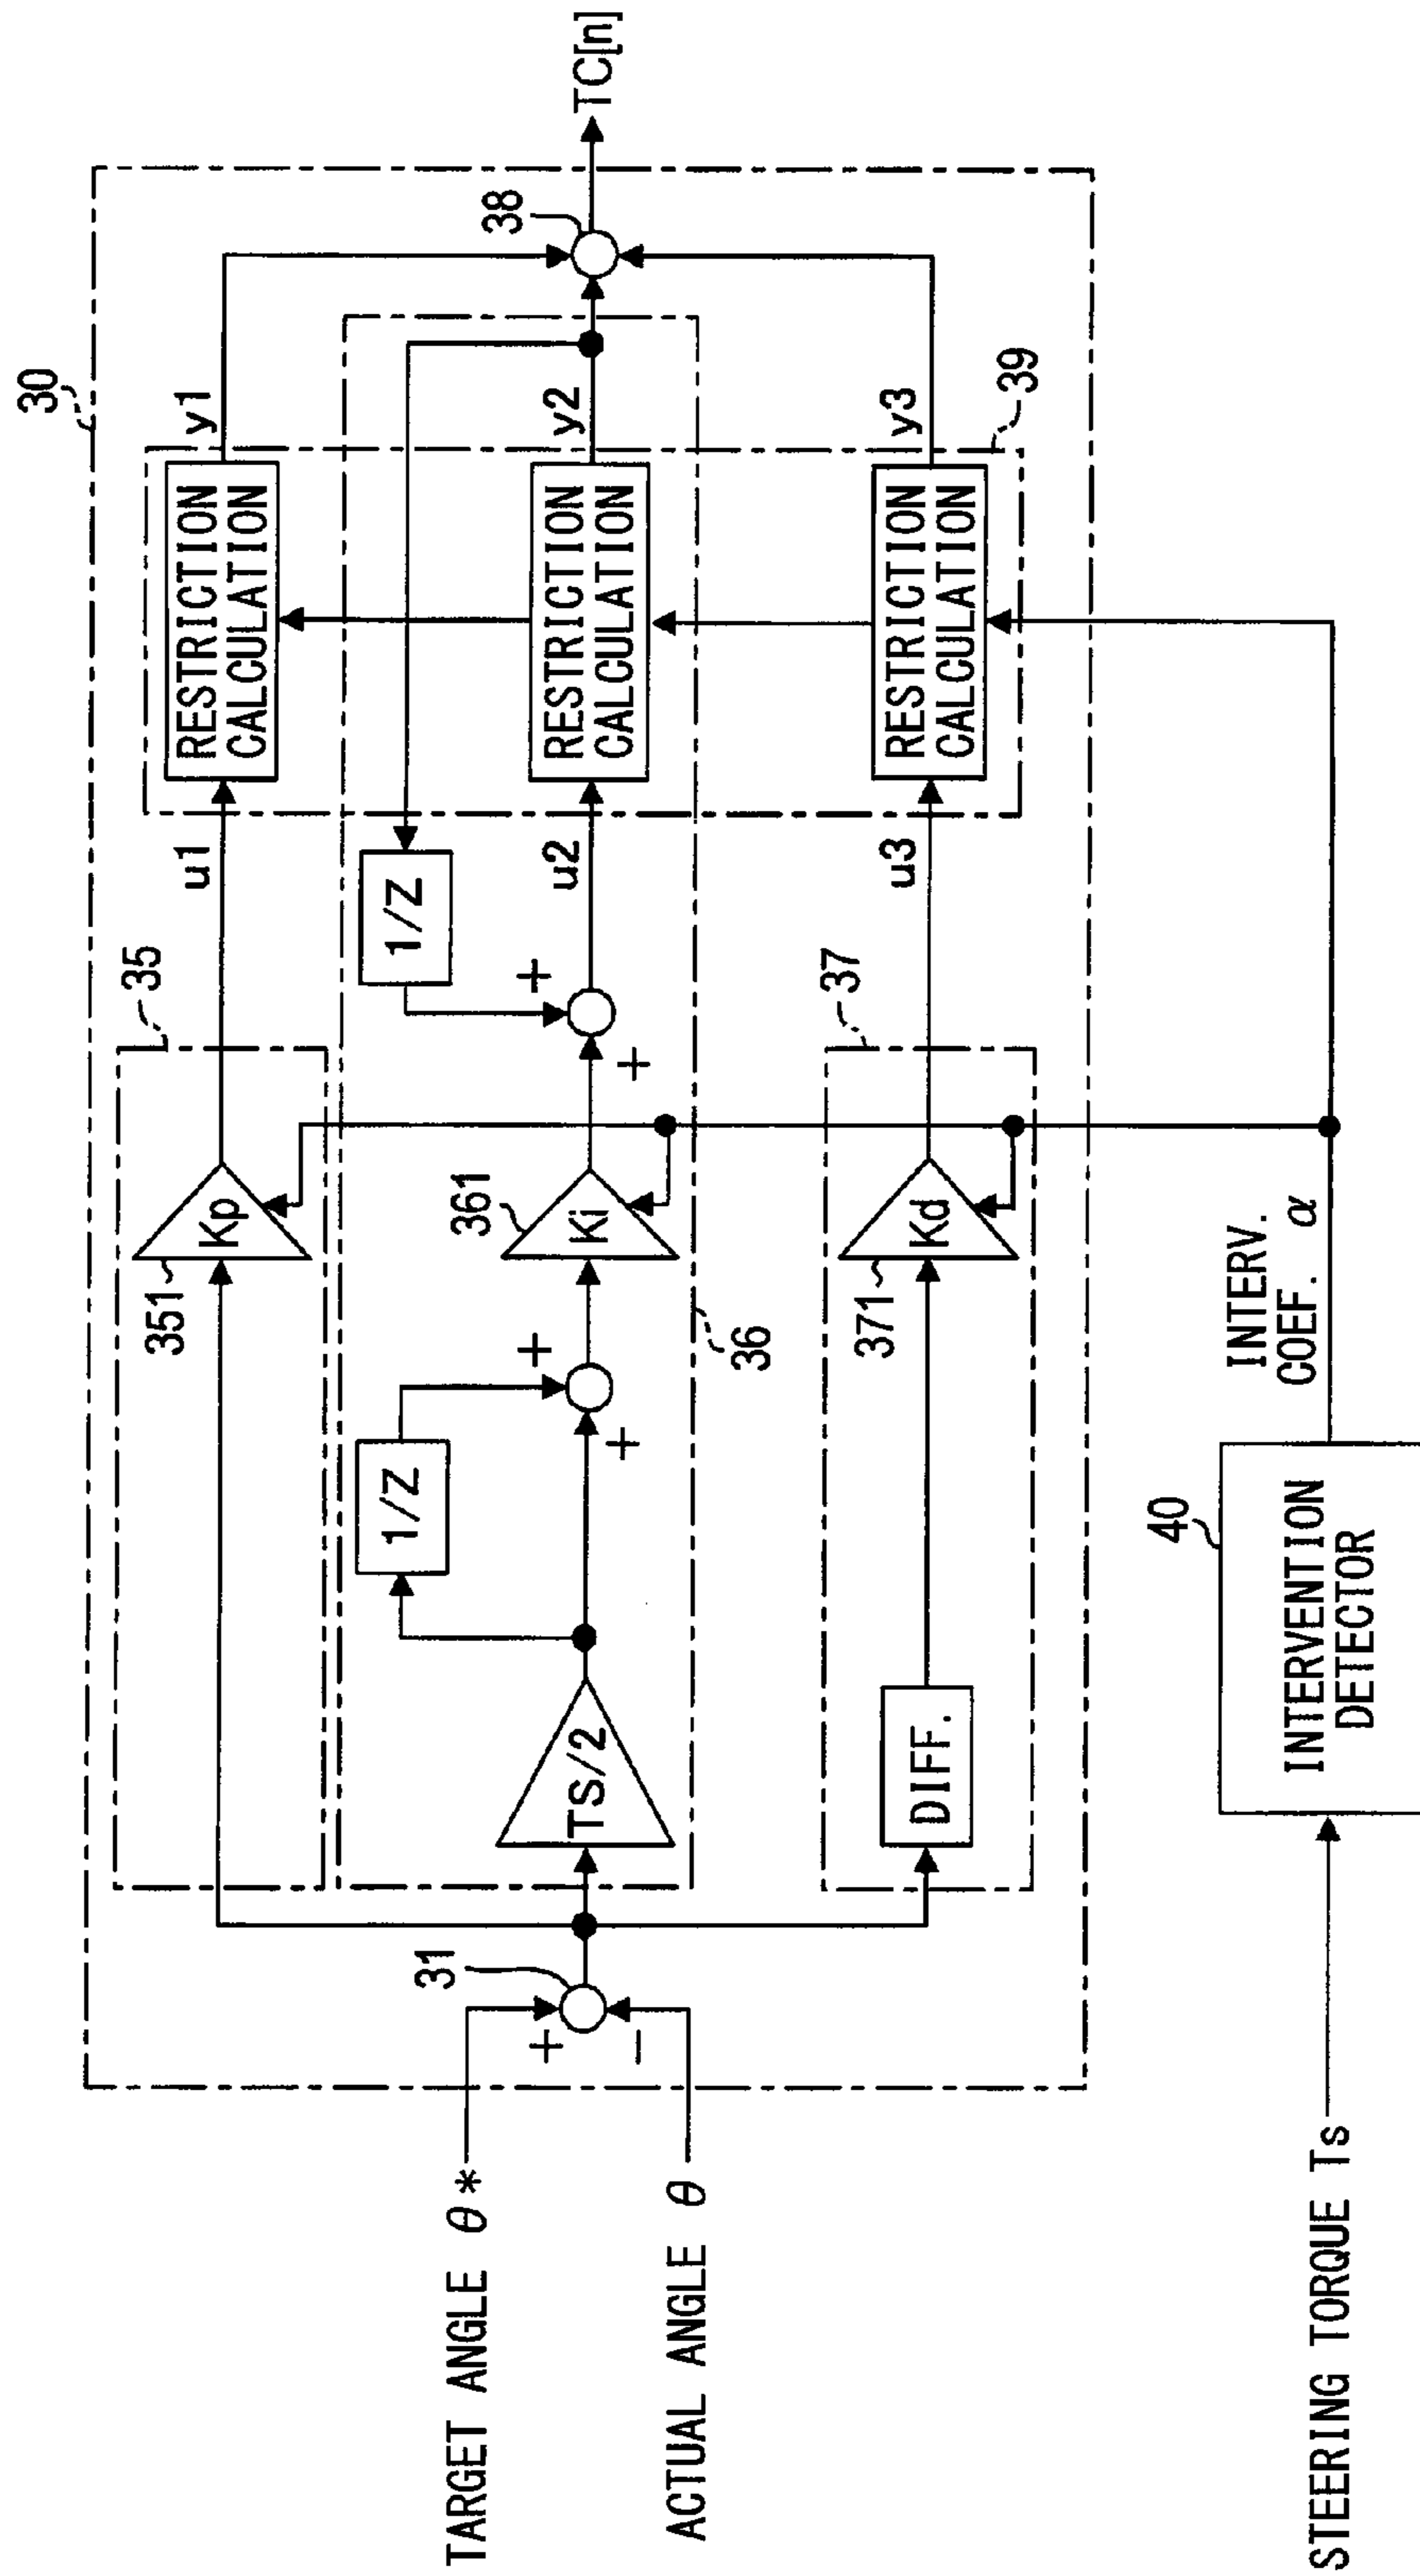 30
35
351
Kp
u1
RESTRICTION
CALCULATION
y1
TARGET ANGLE θ*
ACTUAL ANGLE θ
31
+
−
TS/2
1/Z
+
+
361
Ki
36
1/Z
+
+
u2
RESTRICTION
CALCULATION
y2
38
TC[n]
DIFF.
371
Kd
37
u3
RESTRICTION
CALCULATION
y3
39
STEERING TORQUE Ts
40
INTERVENTION
DETECTOR
INTERV.
COEF. α